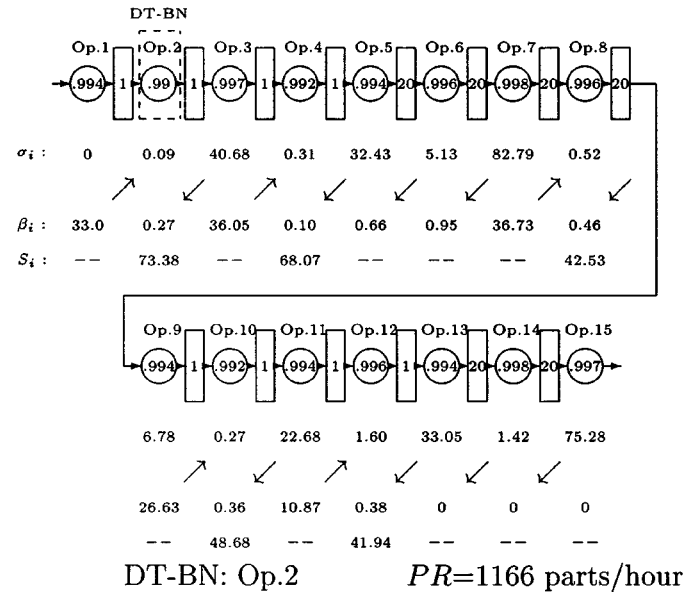 DT-BN
Op.1 Op.2 Op.3 Op.4 Op.5 Op.6 Op.7 Op.8
.994 1 .99 1 .997 1 .992 1 .994 20 .996 20 .998 20 .996 20
σi : 0 0.09 40.68 0.31 32.43 5.13 82.79 0.52
βi : 33.0 0.27 36.05 0.10 0.66 0.95 36.73 0.46
Si : -- 73.38 -- 68.07 -- -- -- 42.53
Op.9 Op.10 Op.11 Op.12 Op.13 Op.14 Op.15
.994 1 .992 1 .994 1 .996 1 .994 20 .998 20 .997
6.78 0.27 22.68 1.60 33.05 1.42 75.28
26.63 0.36 10.87 0.38 0 0 0
-- 48.68 -- 41.94 -- -- --
DT-BN: Op.2 PR=1166 parts/hour